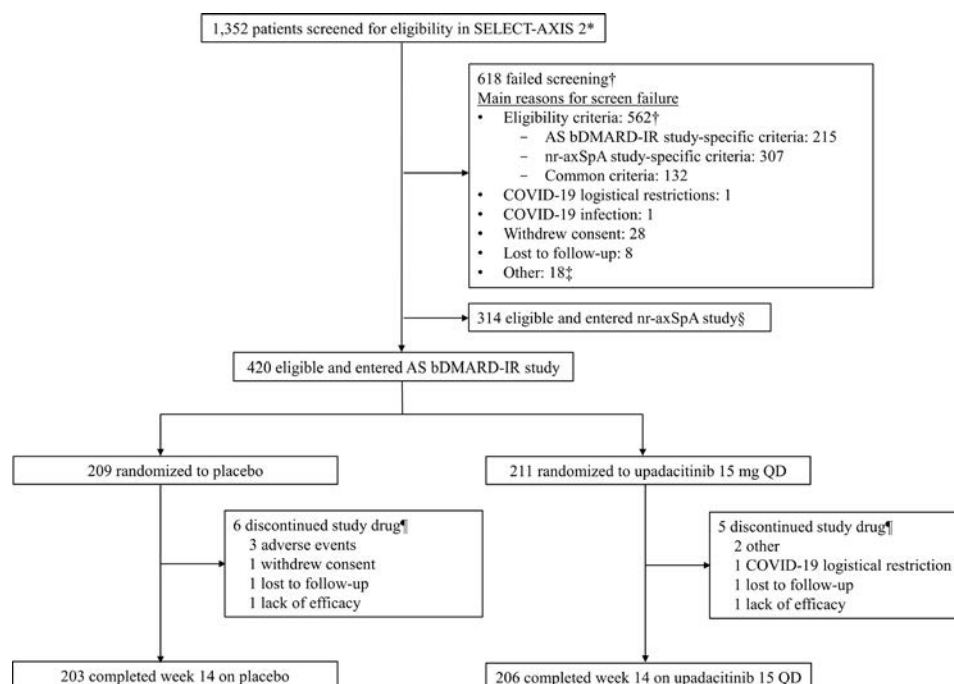 1,352 patients screened for eligibility in SELECT-AXIS 2*
618 failed screening†
Main reasons for screen failure
• Eligibility criteria: 562†
− AS bDMARD-IR study-specific criteria: 215
− nr-axSpA study-specific criteria: 307
− Common criteria: 132
• COVID-19 logistical restrictions: 1
• COVID-19 infection: 1
• Withdrew consent: 28
• Lost to follow-up: 8
• Other: 18‡
314 eligible and entered nr-axSpA study§
420 eligible and entered AS bDMARD-IR study
209 randomized to placebo
211 randomized to upadacitinib 15 mg QD
6 discontinued study drug¶
3 adverse events
1 withdrew consent
1 lost to follow-up
1 lack of efficacy
5 discontinued study drug¶
2 other
1 COVID-19 logistical restriction
1 lost to follow-up
1 lack of efficacy
203 completed week 14 on placebo
206 completed week 14 on upadacitinib 15 QD